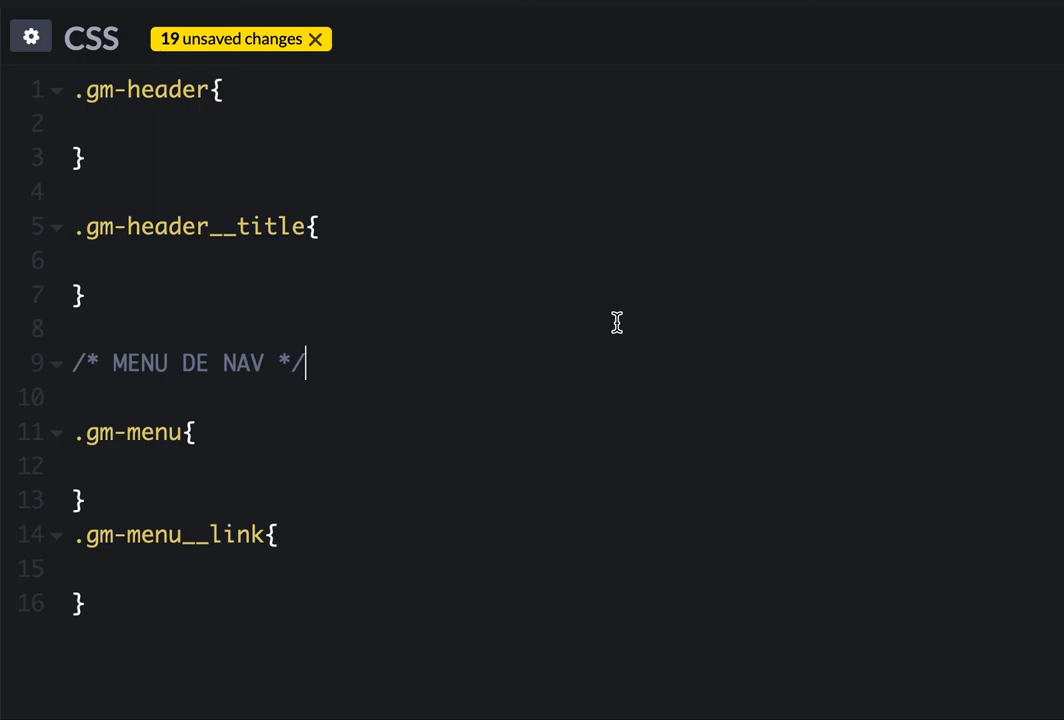 CSS 19 unsaved changes ×
1 .gm-header{
2
3 }
4
5 .gm-header__title{
6
7 }
8
9 /* MENU DE NAV */
10
11 .gm-menu{
12
13 }
14 .gm-menu__link{
15
16 }